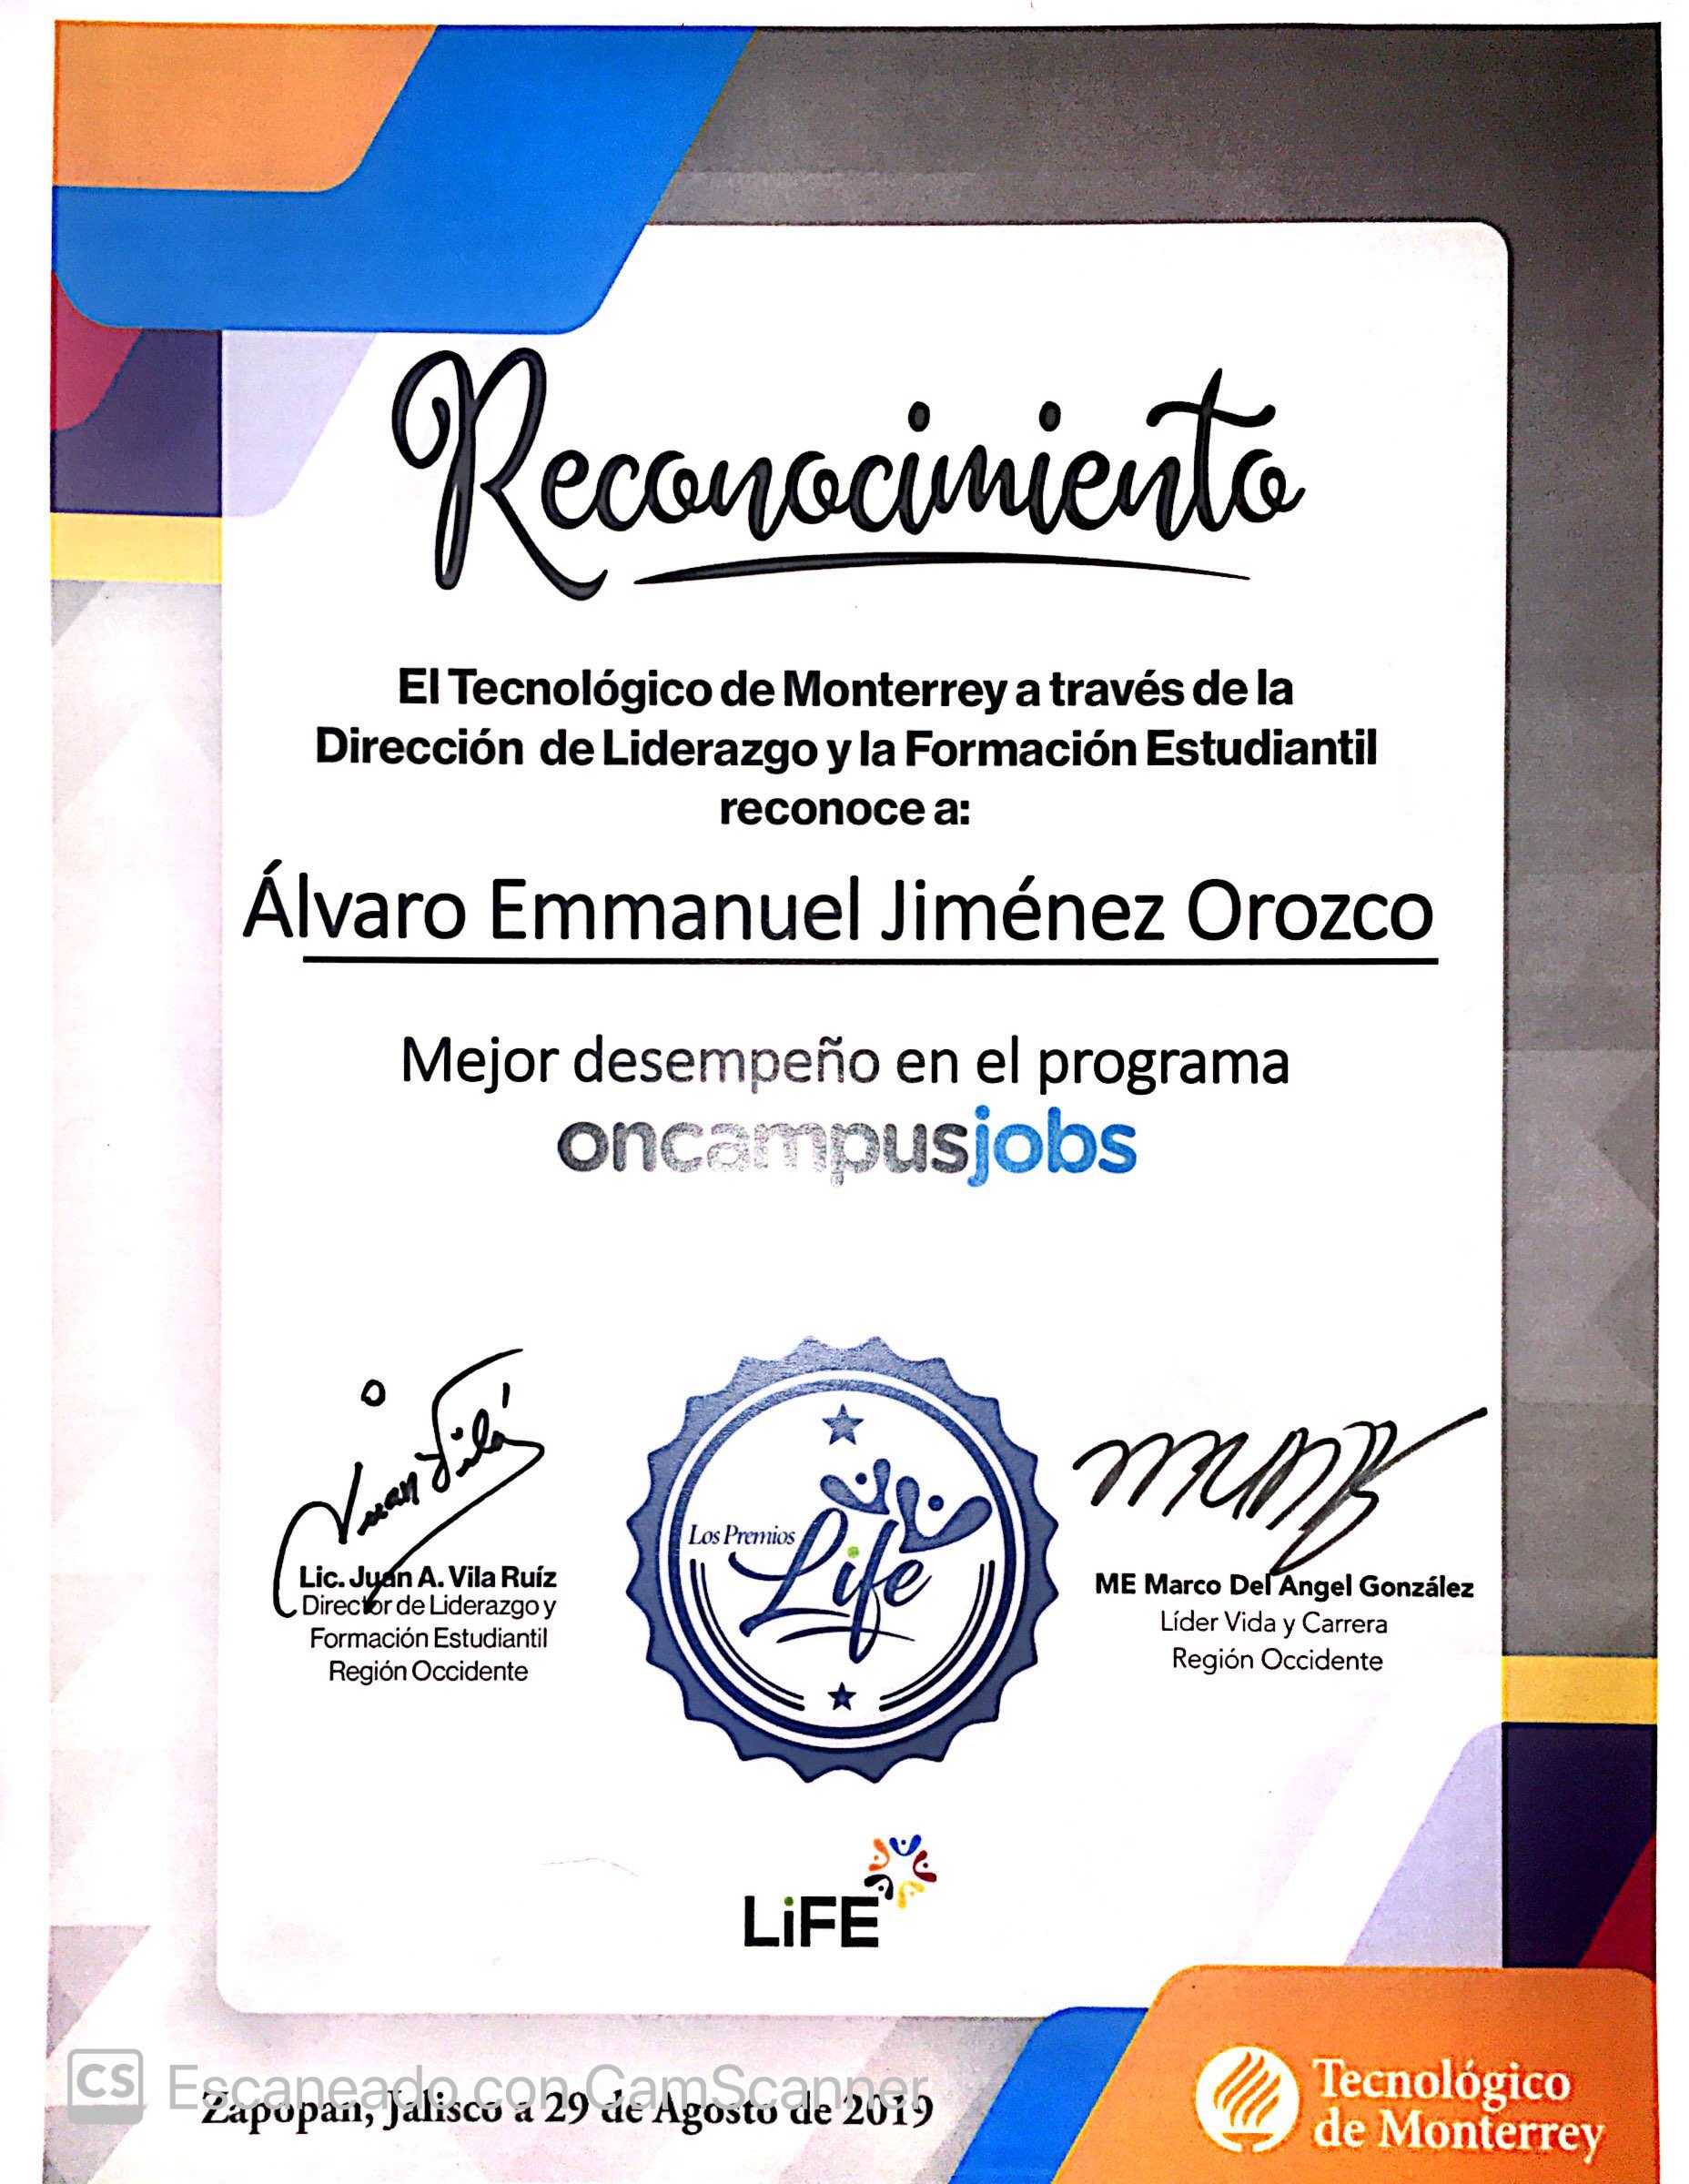 Reconocimiento
El Tecnológico de Monterrey a través de la
Dirección de Liderazgo y la Formación Estudiantil
reconoce a:
Álvaro Emmanuel Jiménez Orozco
Mejor desempeño en el programa
oncampusjobs
Juan Vila
Lic. Juan A. Vila Ruíz
Director de Liderazgo y
Formación Estudiantil
Región Occidente
Los Premios
Life
ME Marco Del Angel González
Líder Vida y Carrera
Región Occidente
LiFE
CS Escaneado con CamScanner
Zapopan, Jalisco a 29 de Agosto de 2019
Tecnológico
de Monterrey